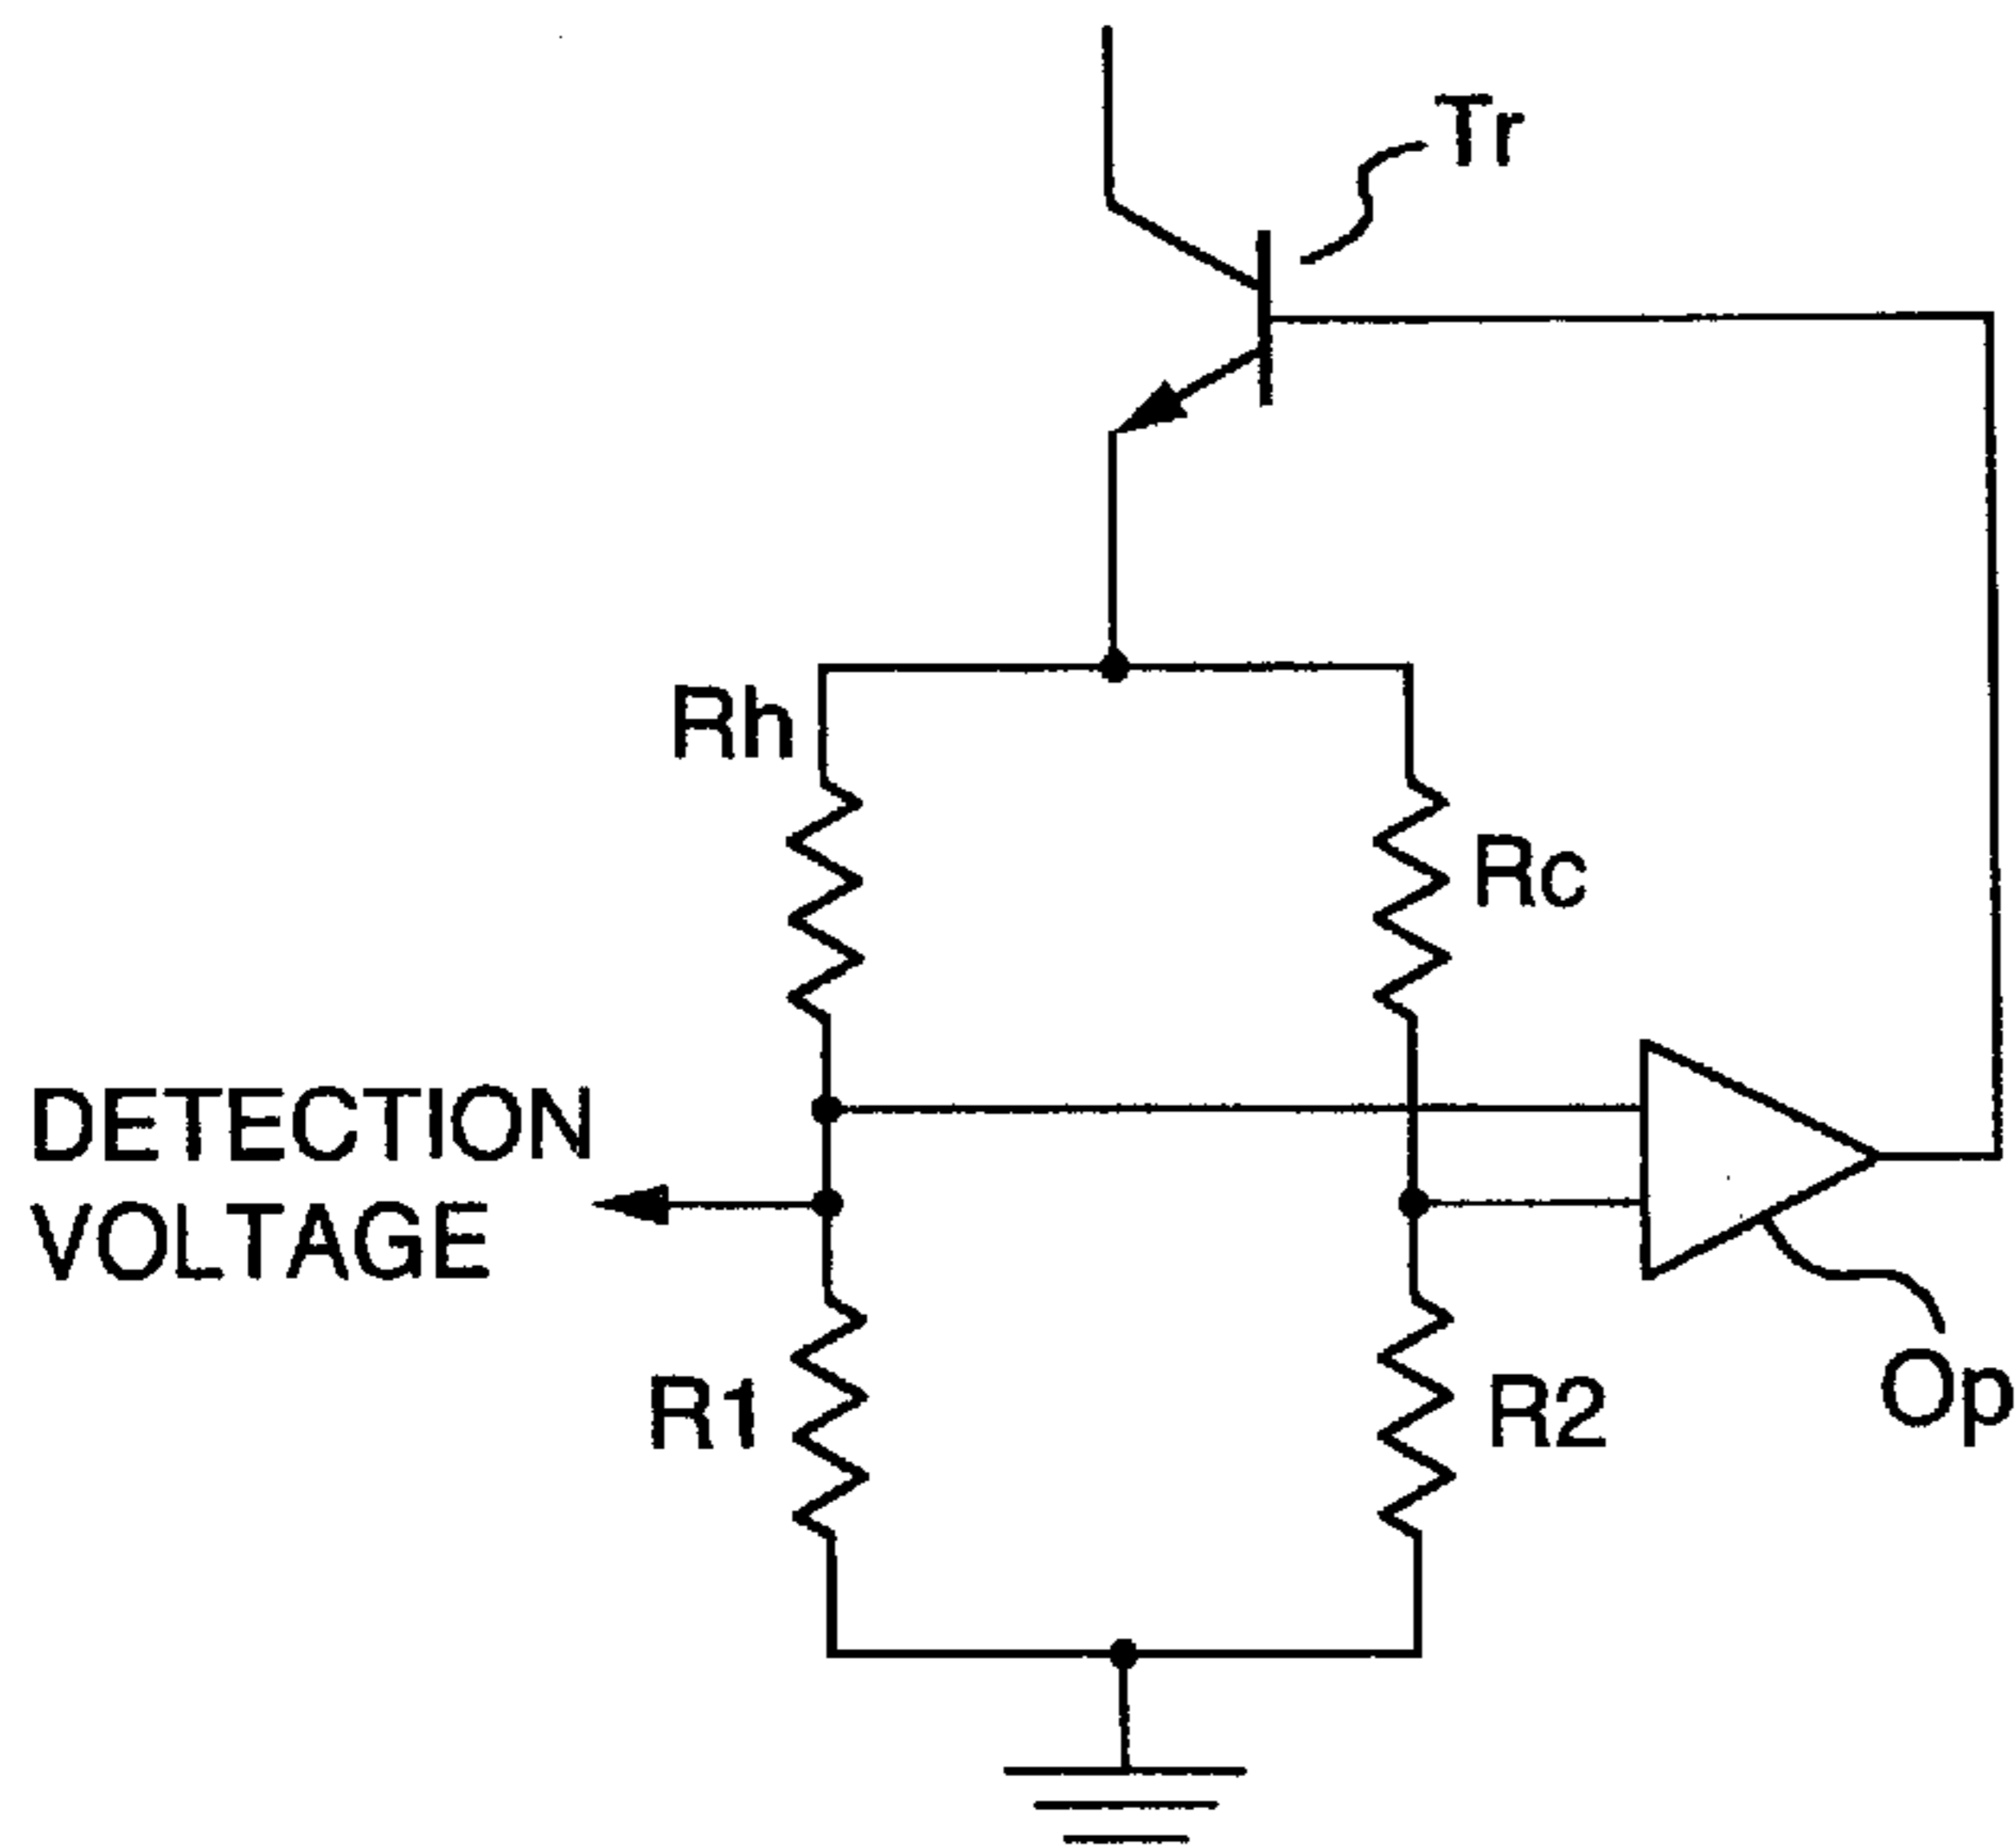 Tr
Rh
Rc
DETECTION
VOLTAGE
R1
R2
Op